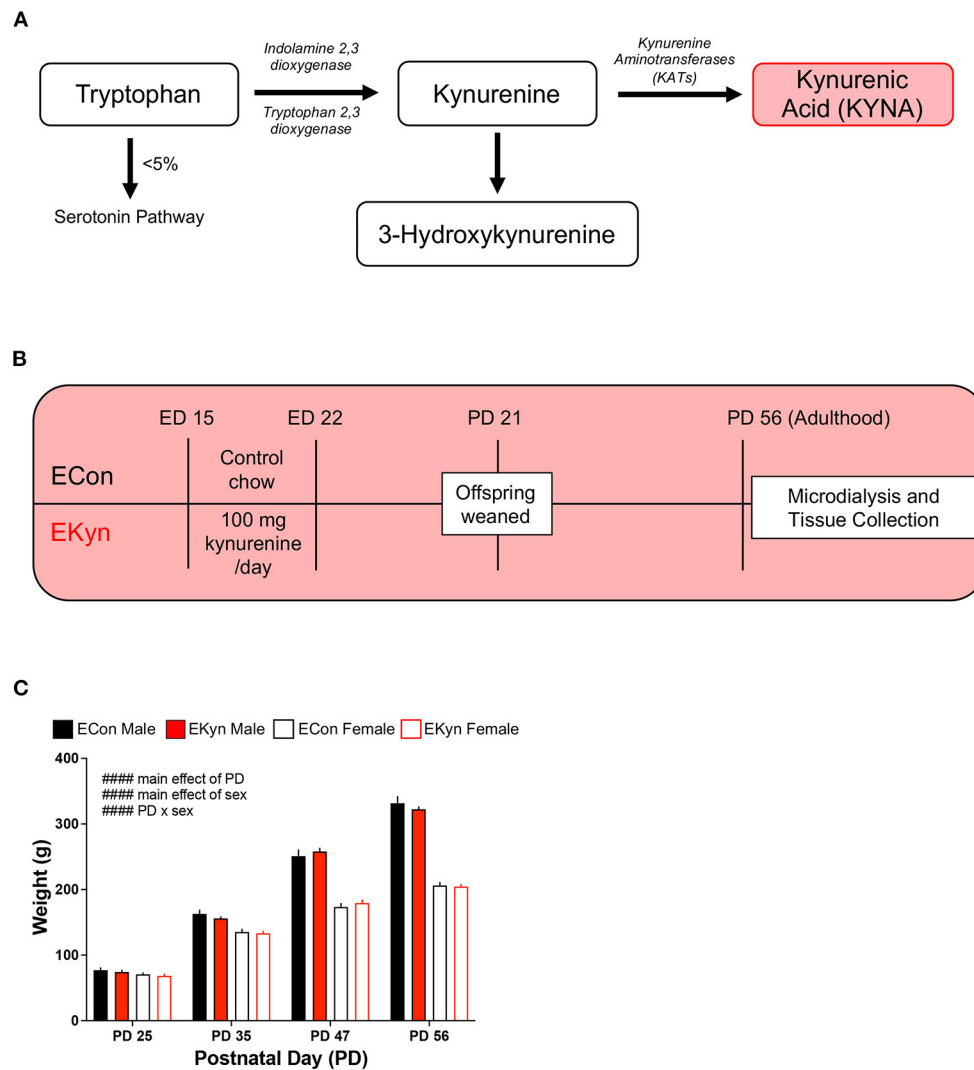 A
Tryptophan
Indolamine 2,3
dioxygenase
Tryptophan 2,3
dioxygenase
Kynurenine
Kynurenine
Aminotransferases
(KATs)
Kynurenic
Acid (KYNA)
<5%
Serotonin Pathway
3-Hydroxykynurenine
B
ED 15
ED 22
PD 21
PD 56 (Adulthood)
ECon
Control
chow
EKyn
100 mg
kynurenine
/day
Offspring
weaned
Microdialysis and
Tissue Collection
C
ECon Male
EKyn Male
ECon Female
EKyn Female
#### main effect of PD
#### main effect of sex
#### PD x sex
Weight (g)
400
300
200
100
0
PD 25
PD 35
PD 47
PD 56
Postnatal Day (PD)